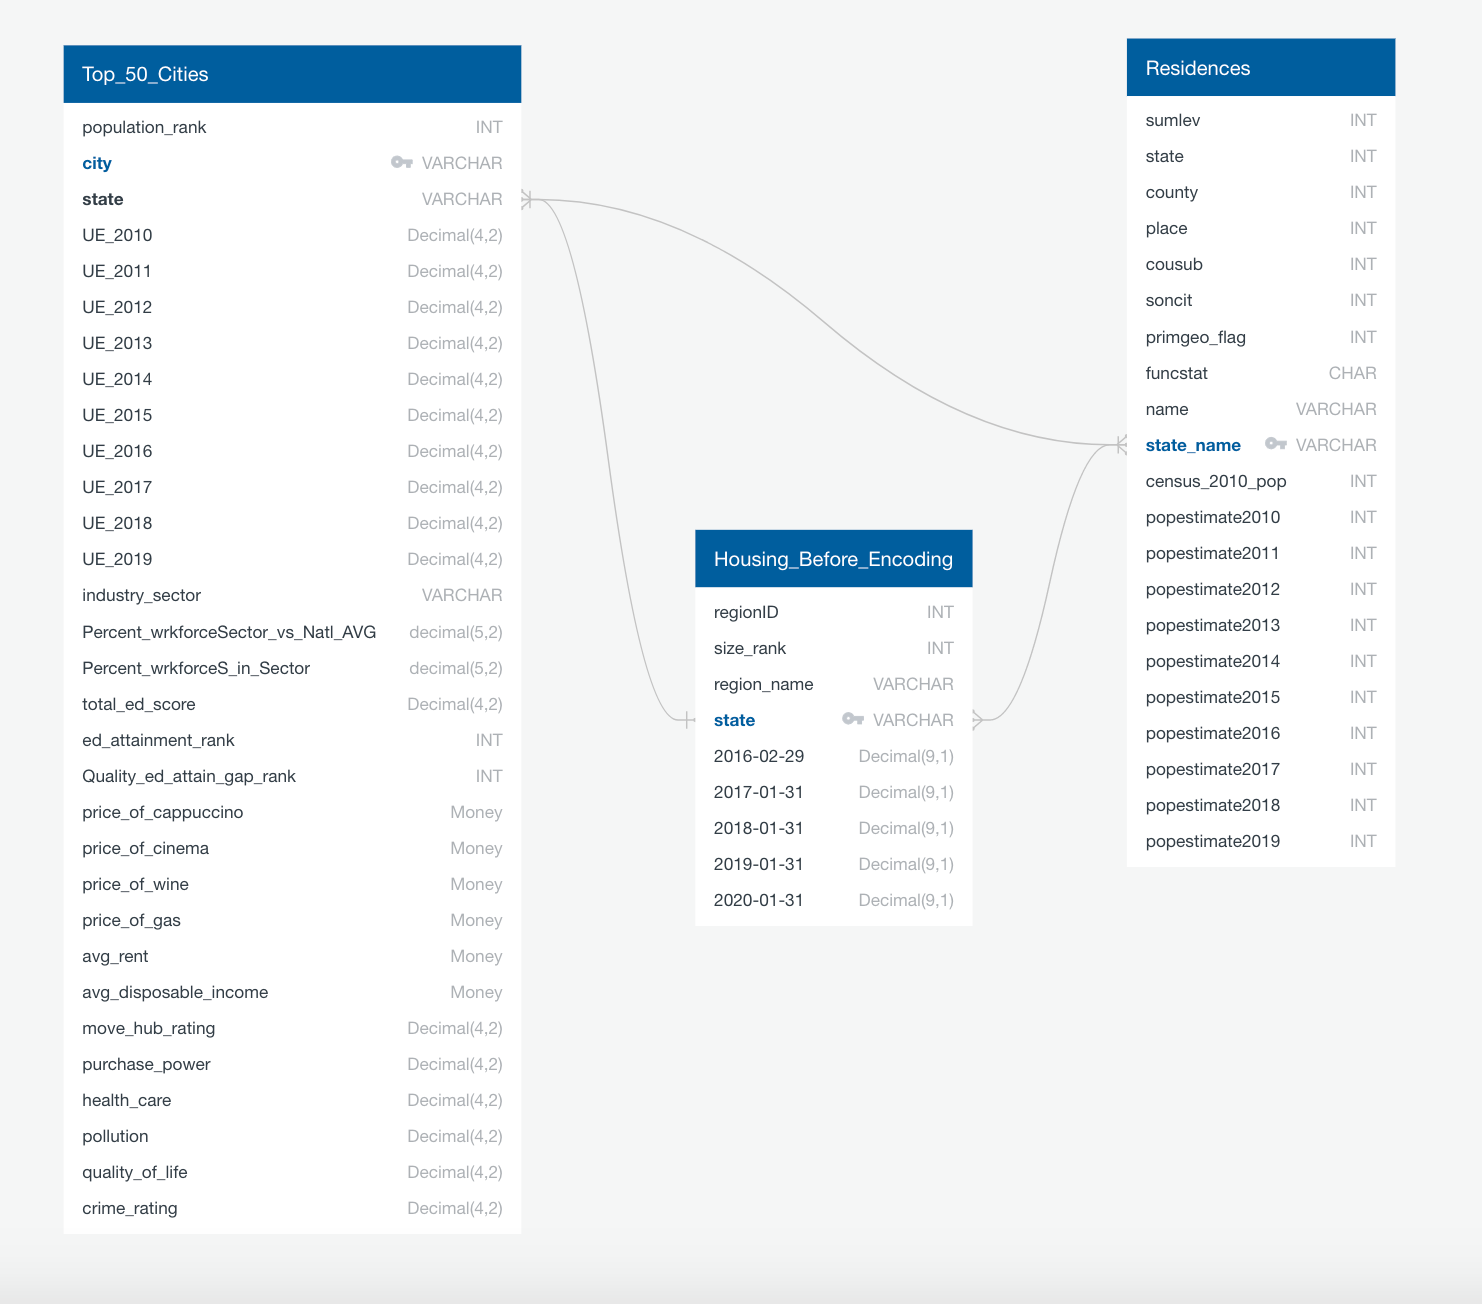 Top_50_Cities
population_rank INT
city VARCHAR
state VARCHAR
UE_2010 Decimal(4,2)
UE_2011 Decimal(4,2)
UE_2012 Decimal(4,2)
UE_2013 Decimal(4,2)
UE_2014 Decimal(4,2)
UE_2015 Decimal(4,2)
UE_2016 Decimal(4,2)
UE_2017 Decimal(4,2)
UE_2018 Decimal(4,2)
UE_2019 Decimal(4,2)
industry_sector VARCHAR
Percent_wrkforceSector_vs_Natl_AVG decimal(5,2)
Percent_wrkforceS_in_Sector decimal(5,2)
total_ed_score Decimal(4,2)
ed_attainment_rank INT
Quality_ed_attain_gap_rank INT
price_of_cappuccino Money
price_of_cinema Money
price_of_wine Money
price_of_gas Money
avg_rent Money
avg_disposable_income Money
move_hub_rating Decimal(4,2)
purchase_power Decimal(4,2)
health_care Decimal(4,2)
pollution Decimal(4,2)
quality_of_life Decimal(4,2)
crime_rating Decimal(4,2)
Housing_Before_Encoding
regionID INT
size_rank INT
region_name VARCHAR
state VARCHAR
2016-02-29 Decimal(9,1)
2017-01-31 Decimal(9,1)
2018-01-31 Decimal(9,1)
2019-01-31 Decimal(9,1)
2020-01-31 Decimal(9,1)
Residences
sumlev INT
state INT
county INT
place INT
cousub INT
soncit INT
primgeo_flag INT
funcstat CHAR
name VARCHAR
state_name VARCHAR
census_2010_pop INT
popestimate2010 INT
popestimate2011 INT
popestimate2012 INT
popestimate2013 INT
popestimate2014 INT
popestimate2015 INT
popestimate2016 INT
popestimate2017 INT
popestimate2018 INT
popestimate2019 INT